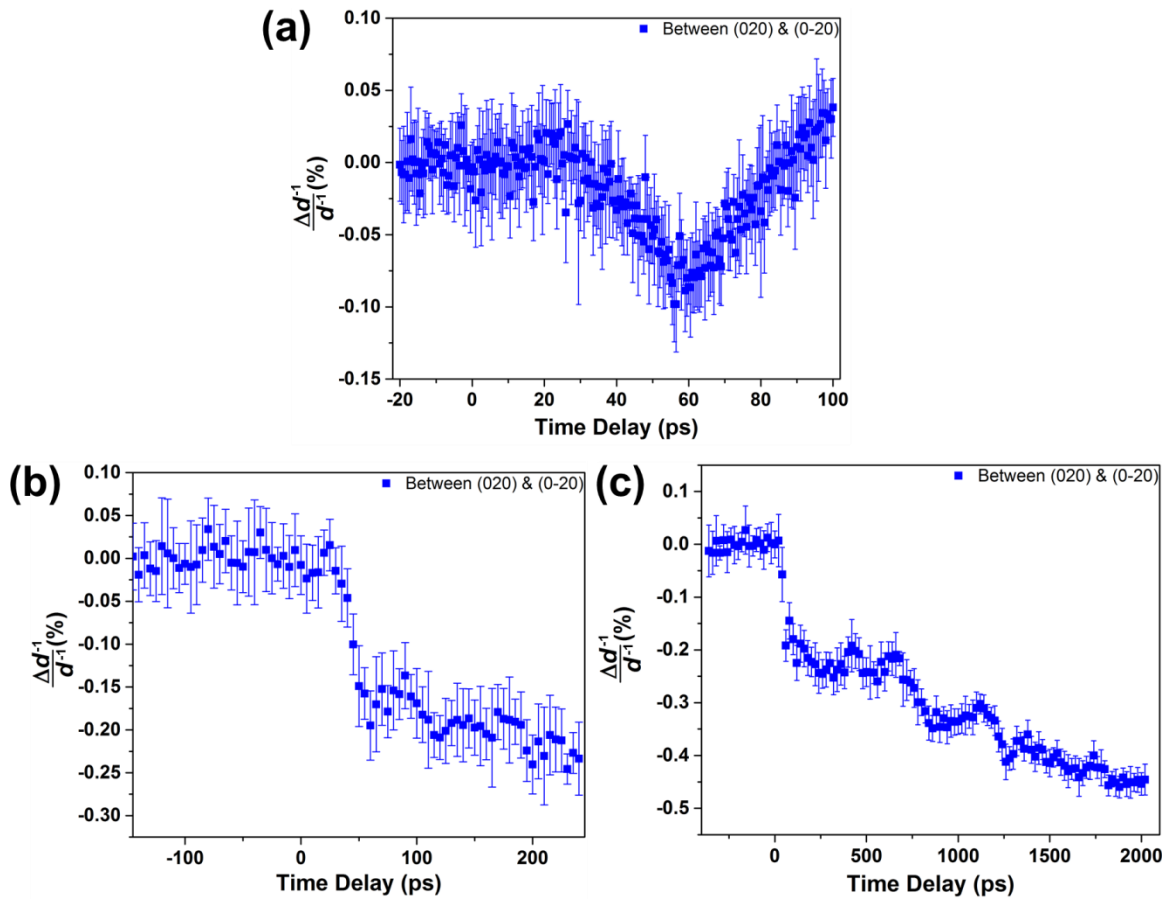 (a)
Between (020) & (0-20)
0.10
0.05
0.00
-0.05
-0.10
-0.15
Δd⁻¹
d⁻¹ (%)
-20 0 20 40 60 80 100
Time Delay (ps)
(b)
Between (020) & (0-20)
0.10
0.05
0.00
-0.05
-0.10
-0.15
-0.20
-0.25
-0.30
Δd⁻¹
d⁻¹ (%)
-100 0 100 200
Time Delay (ps)
(c)
Between (020) & (0-20)
0.1
0.0
-0.1
-0.2
-0.3
-0.4
-0.5
Δd⁻¹
d⁻¹ (%)
0 500 1000 1500 2000
Time Delay (ps)